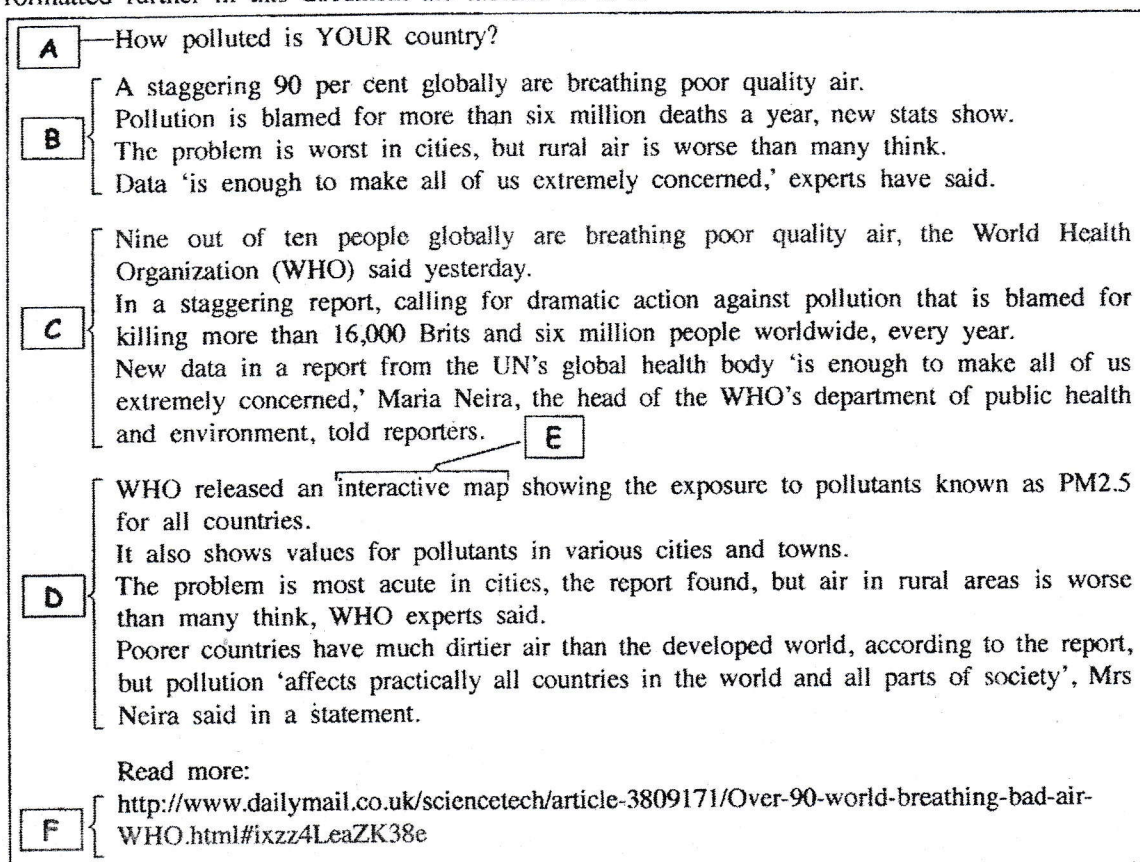 formatted further in this document
A How polluted is YOUR country?
A staggering 90 per cent globally are breathing poor quality air.
Pollution is blamed for more than six million deaths a year, new stats show.
B
The problem is worst in cities, but rural air is worse than many think.
Data ‘is enough to make all of us extremely concerned,’ experts have said.
Nine out of ten people globally are breathing poor quality air, the World Health
Organization (WHO) said yesterday.
In a staggering report, calling for dramatic action against pollution that is blamed for
C killing more than 16,000 Brits and six million people worldwide, every year.
New data in a report from the UN’s global health body ‘is enough to make all of us
extremely concerned,’ Maria Neira, the head of the WHO’s department of public health
and environment, told reporters. E
WHO released an interactive map showing the exposure to pollutants known as PM2.5
for all countries.
It also shows values for pollutants in various cities and towns.
The problem is most acute in cities, the report found, but air in rural areas is worse
D than many think, WHO experts said.
Poorer countries have much dirtier air than the developed world, according to the report,
but pollution ‘affects practically all countries in the world and all parts of society’, Mrs
Neira said in a statement.
Read more:
http://www.dailymail.co.uk/sciencetech/article-3809171/Over-90-world-breathing-bad-air-
F WHO.html#ixzz4LeaZK38e